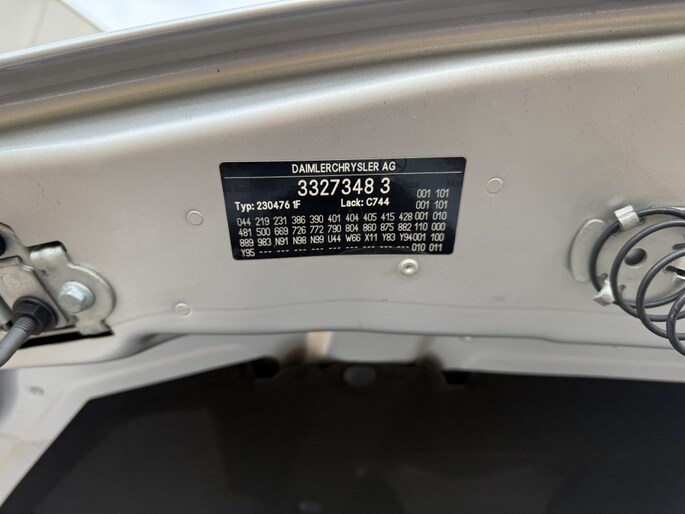 DAIMLERCHRYSLER AG
3327348 3 001 101
Typ: 230476 1F Lack: C744 001 101
044 219 231 386 390 401 404 405 415 428 001 010
481 500 669 726 772 790 804 860 875 882 110 000
889 983 N91 N98 N99 U44 W66 X11 Y83 Y94 001 100
Y95 --- --- --- --- --- --- --- --- --- 010 011